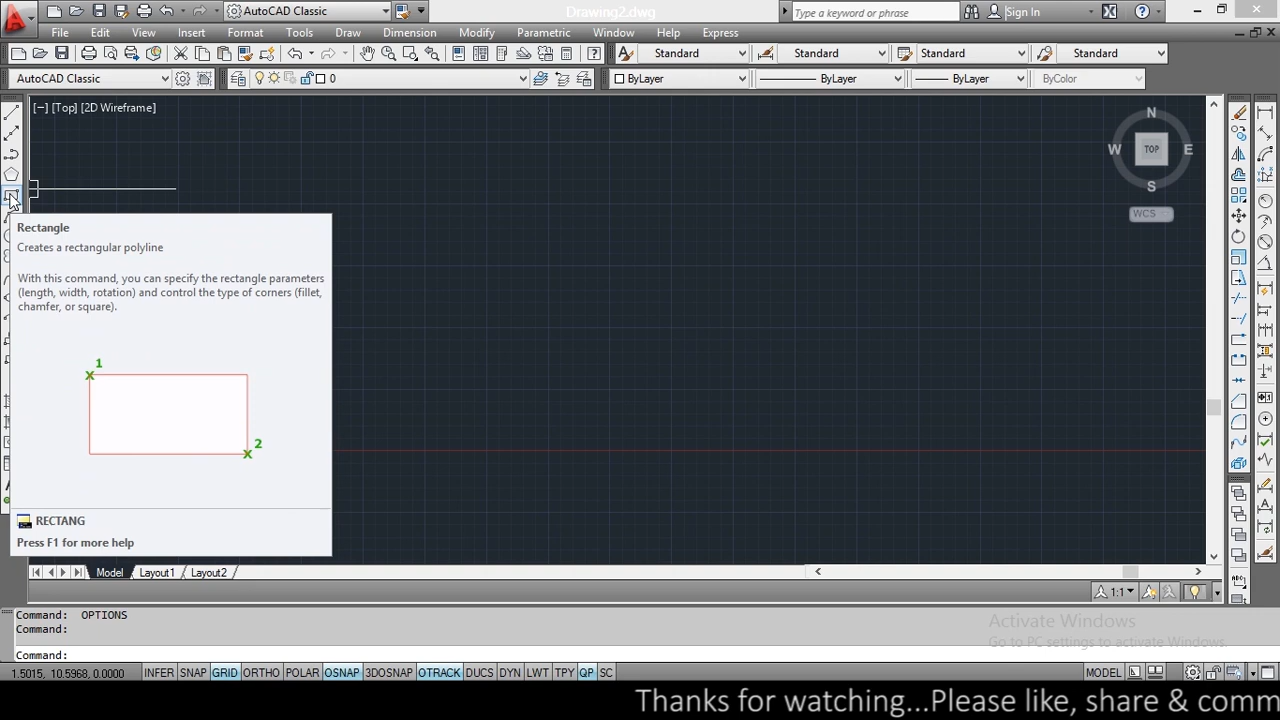 AutoCAD Classic
Drawing2.dwg
Type a keyword or phrase
Sign In
File Edit View Insert Format Tools Draw Dimension Modify Parametric Window Help Express
Standard Standard Standard Standard
AutoCAD Classic 0 ByLayer ByLayer ByLayer ByColor
[−] [Top] [2D Wireframe]
N
W TOP E
S
WCS
Rectangle
Creates a rectangular polyline
With this command, you can specify the rectangle parameters
(length, width, rotation) and control the type of corners (fillet,
chamfer, or square).
1
2
RECTANG
Press F1 for more help
Model Layout1 Layout2
1:1
Command: OPTIONS
Command:
Command:
Activate Windows
Go to PC settings to activate Windows.
1.5015, 10.5968, 0.0000 INFER SNAP GRID ORTHO POLAR OSNAP 3DOSNAP OTRACK DUCS DYN LWT TPY QP SC MODEL
Thanks for watching...Please like, share & comm